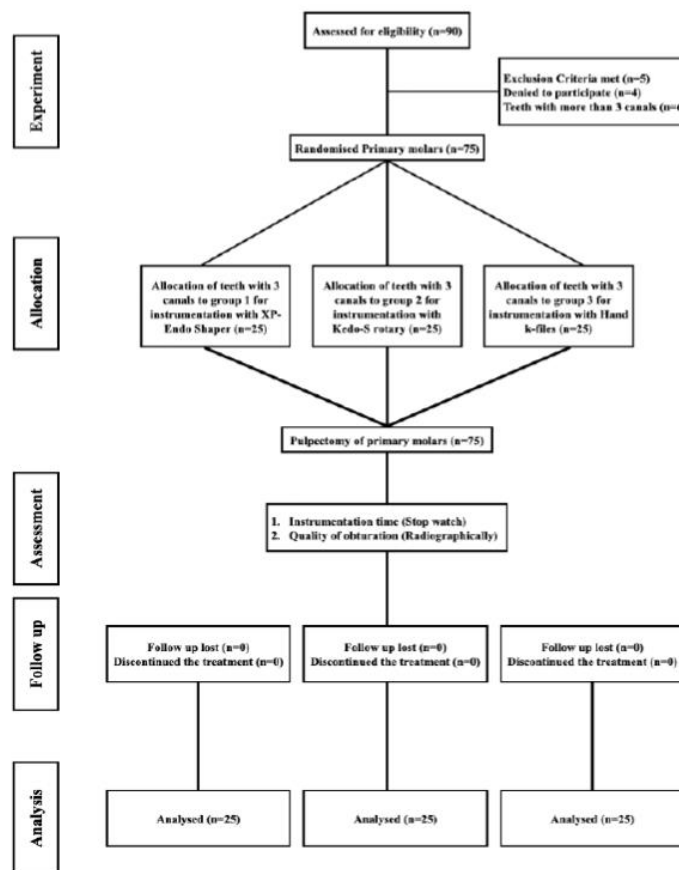 Experiment
Assessed for eligibility (n=90)
Exclusion Criteria met (n=5)
Denied to participate (n=4)
Teeth with more than 3 canals (n=6
Randomised Primary molars (n=75)
Allocation
Allocation of teeth with 3
canals to group 1 for
instrumentation with XP-
Endo Shaper (n=25)
Allocation of teeth with 3
canals to group 2 for
instrumentation with
Kedo-S rotary (n=25)
Allocation of teeth with 3
canals to group 3 for
instrumentation with Hand
k-files (n=25)
Pulpectomy of primary molars (n=75)
Assessment
1. Instrumentation time (Stop watch)
2. Quality of obturation (Radiographically)
Follow up
Follow up lost (n=0)
Discontinued the treatment (n=0)
Follow up lost (n=0)
Discontinued the treatment (n=0)
Follow up lost (n=0)
Discontinued the treatment (n=0)
Analysis
Analysed (n=25)
Analysed (n=25)
Analysed (n=25)